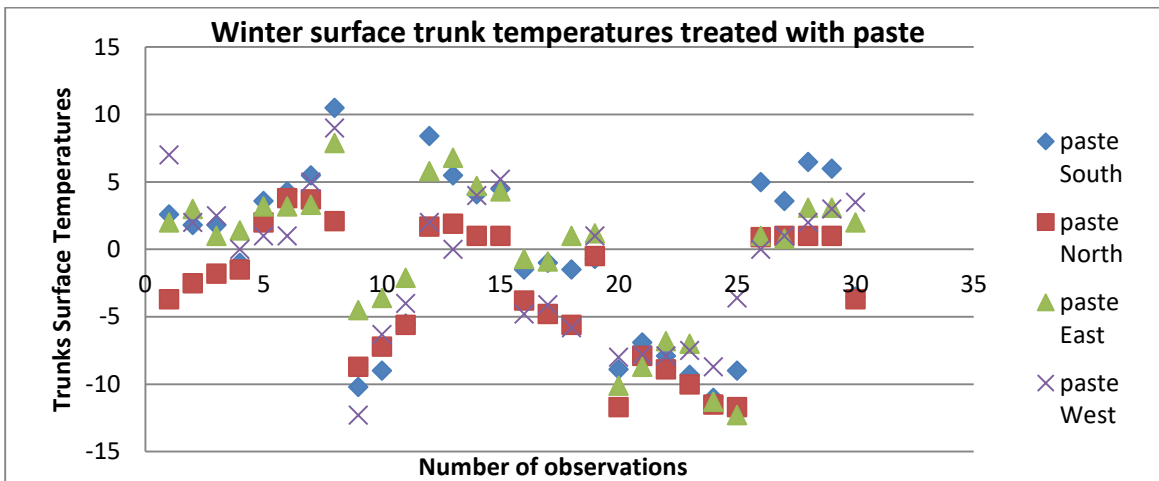 Winter surface trunk temperatures treated with paste
15
10
5
0
-5
-10
-15
0 5 10 15 20 25 30 35
Trunks Surface Temperatures
Number of observations
paste
South
paste
North
paste
East
paste
West